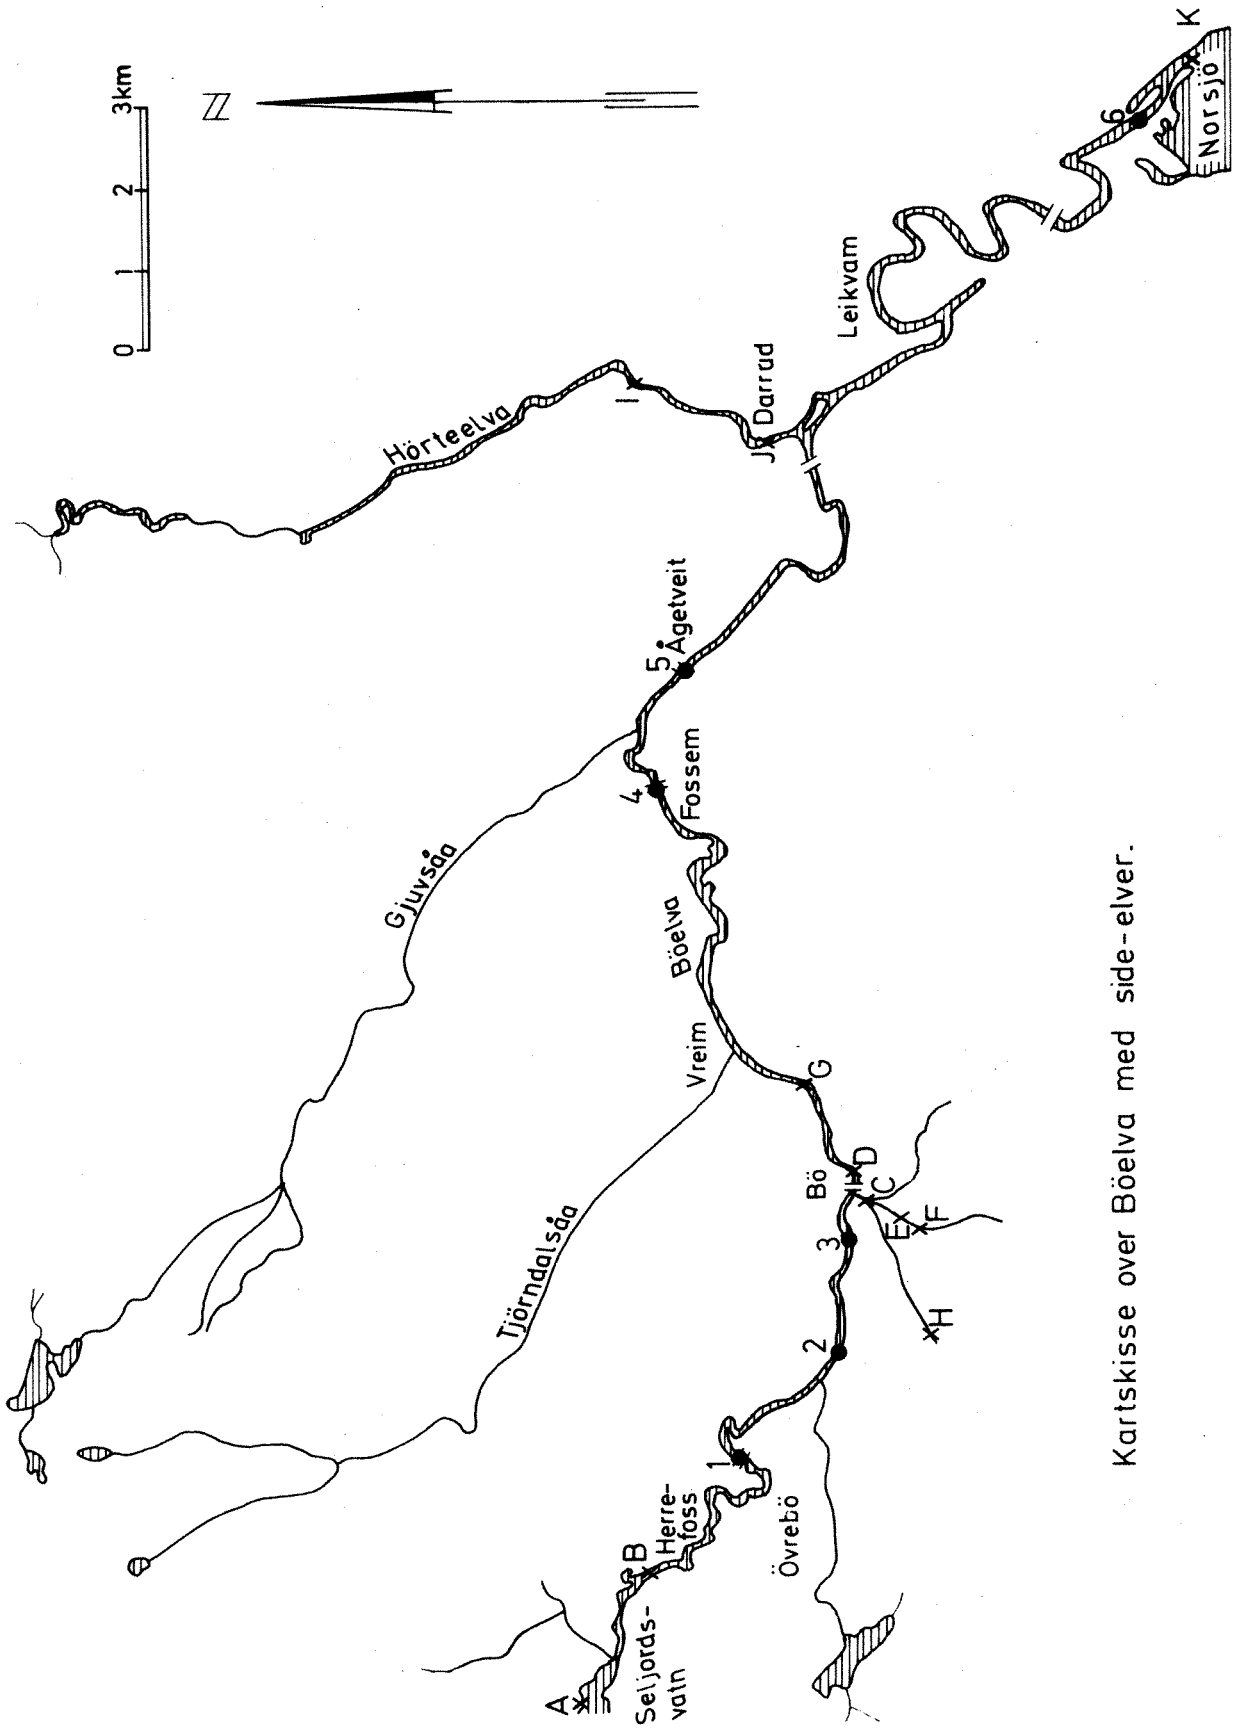 N
0 1 2 3km
K
Norsjö
6
Leikvam
Hörteelva
I
J
Darrad
5
Ågetveit
4
Fossem
Gjuvsåa
Böelva
Vreim
G
Tjörndalsåa
Bö
D
C
E
F
3
H
2
1
Övrebö
Herre-
foss
B
A
Seljords-
vatn
Kartskisse over Böelva med side-elver.